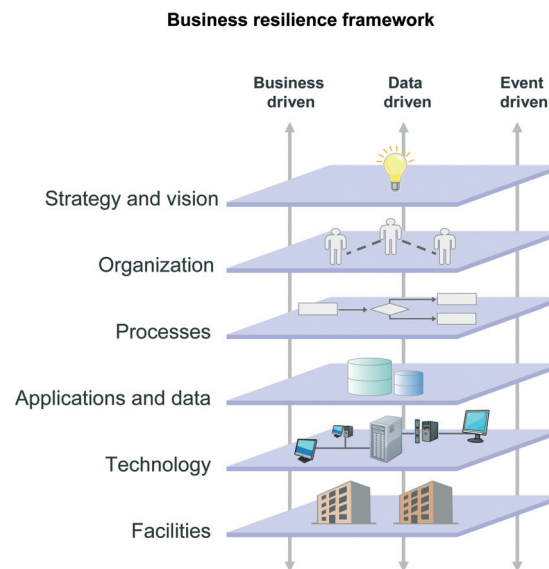 Business resilience framework
Business driven
Data driven
Event driven
Strategy and vision
Organization
Processes
Applications and data
Technology
Facilities